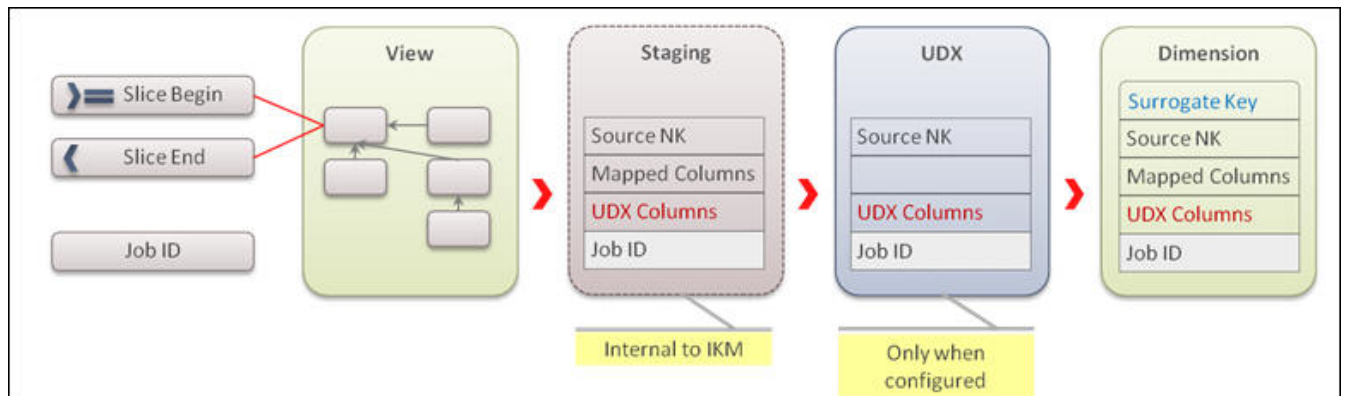 Slice Begin
Slice End
Job ID
View
Staging
Source NK
Mapped Columns
UDX Columns
Job ID
Internal to IKM
UDX
Source NK
UDX Columns
Job ID
Only when
configured
Dimension
Surrogate Key
Source NK
Mapped Columns
UDX Columns
Job ID